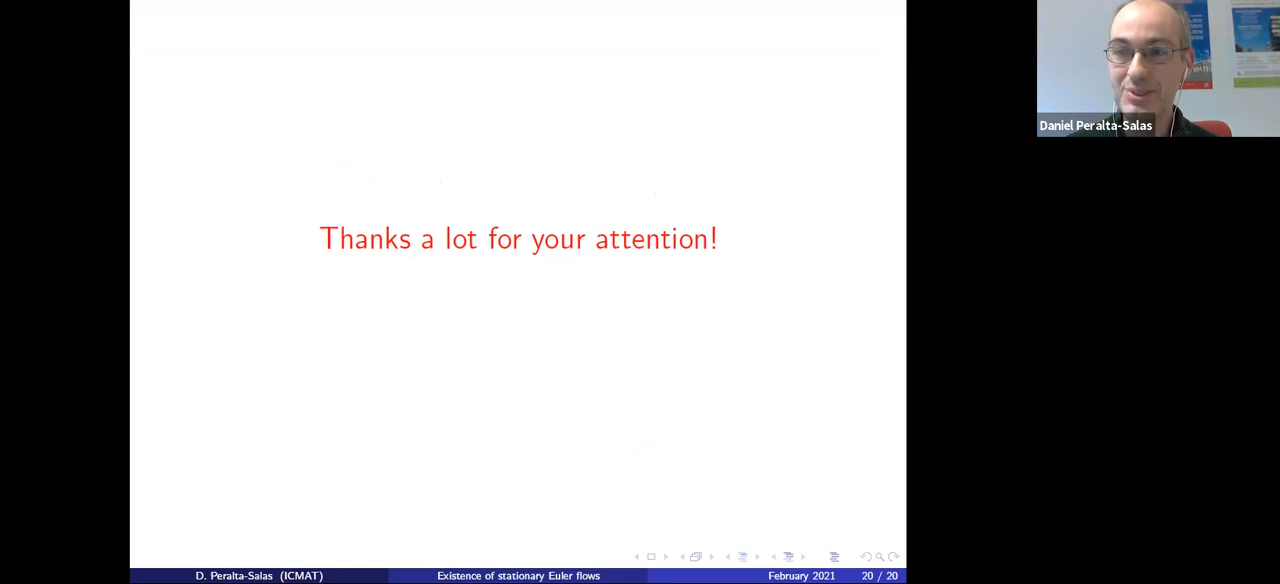 Thanks a lot for your attention!
Daniel Peralta-Salas
D. Peralta-Salas (ICMAT) Existence of stationary Euler flows February 2021 20 / 20